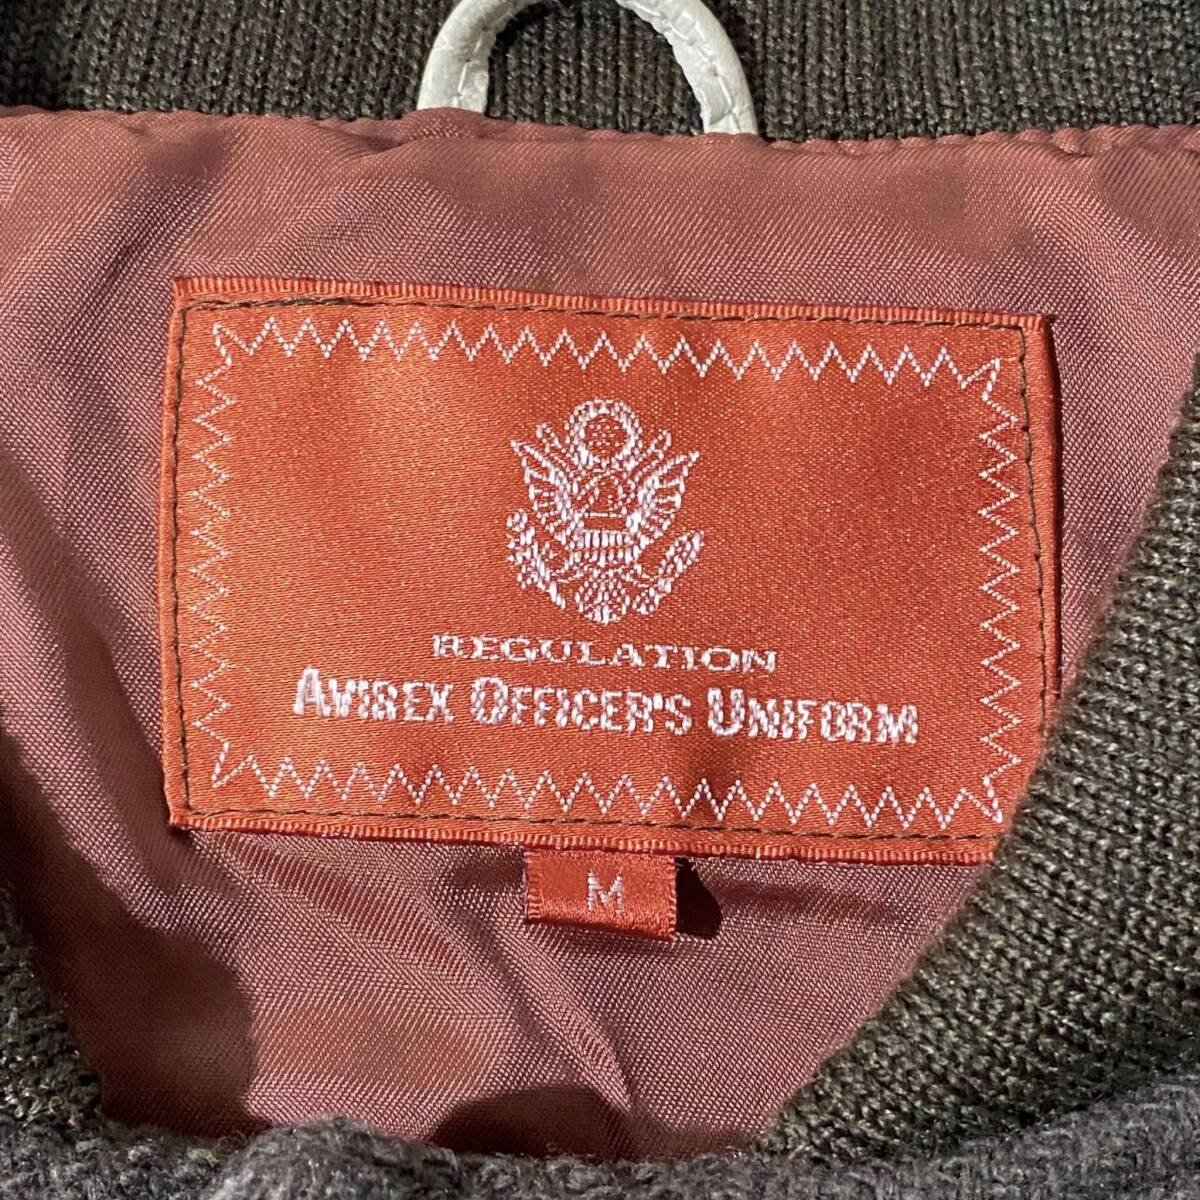 REGULATION
AVIREX OFFICER'S UNIFORM
M